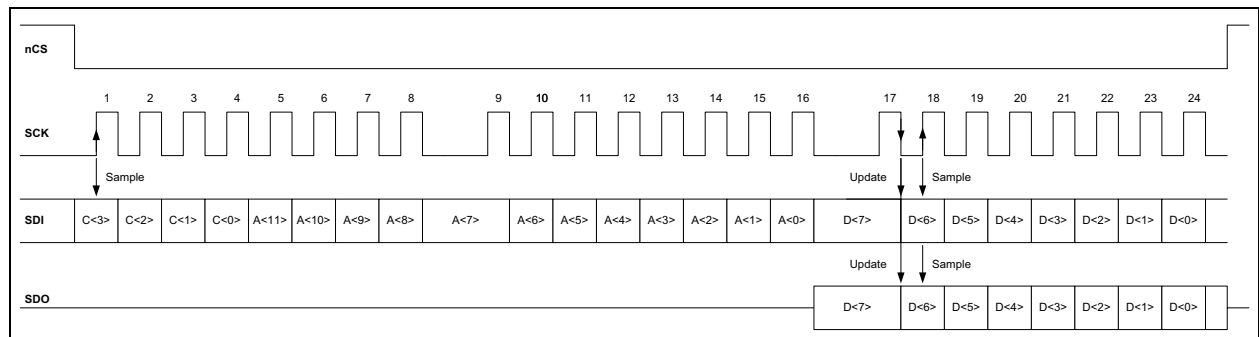 nCS
1 2 3 4 5 6 7 8 9 10 11 12 13 14 15 16 17 18 19 20 21 22 23 24
SCK
Sample Update Sample
SDI C<3> C<2> C<1> C<0> A<11> A<10> A<9> A<8> A<7> A<6> A<5> A<4> A<3> A<2> A<1> A<0> D<7> D<6> D<5> D<4> D<3> D<2> D<1> D<0>
Update Sample
SDO D<7> D<6> D<5> D<4> D<3> D<2> D<1> D<0>